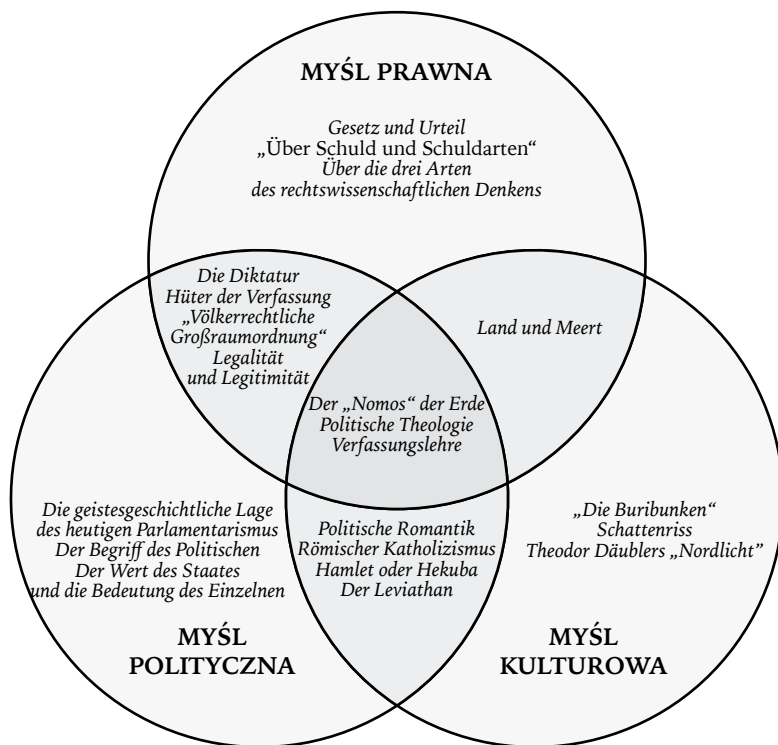 MYŚL PRAWNA
Gesetz und Urteil
„Über Schuld und Schuldarten“
Über die drei Arten
des rechtswissenschaftlichen Denkens
Die Diktatur
Hüter der Verfassung
„Völkerrechtliche
Großraumordnung“
Legalität
und Legitimität
Land und Meert
Der „Nomos“ der Erde
Politische Theologie
Verfassungslehre
Die geistesgeschichtliche Lage
des heutigen Parlamentarismus
Der Begriff des Politischen
Der Wert des Staates
und die Bedeutung des Einzelnen
Politische Romantik
Römischer Katholizismus
Hamlet oder Hekuba
Der Leviathan
„Die Buribunken“
Schattenriss
Theodor Däublers „Nordlicht”
MYŚL
POLITYCZNA
MYŚL
KULTUROWA